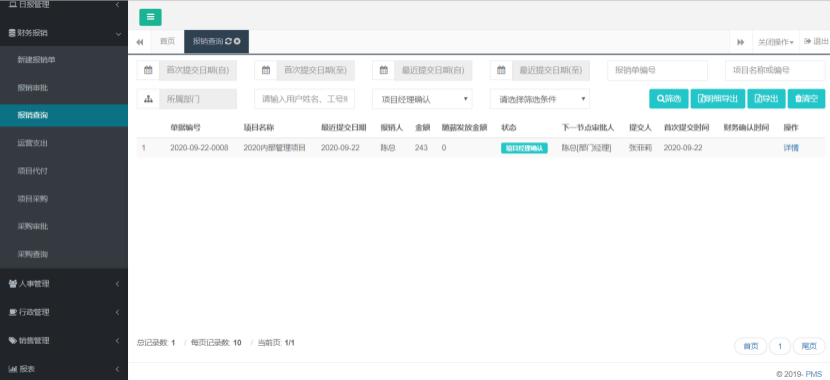 日报管理
财务报销
新建报销单
报销审批
报销查询
运营支出
项目代付
项目采购
采购审批
采购查询
人事管理
行政管理
销售管理
报表
首页 报销查询 关闭操作 退出
首次提交日期(自) 首次提交日期(至) 最近提交日期(自) 最近提交日期(至) 报销单编号 项目名称或编号
所属部门 请输入用户姓名、工号 项目经理确认 请选择筛选条件 筛选 明细导出 导出 清空
单据编号 项目名称 最近提交日期 报销人 金额 随薪发放金额 状态 下一节点审批人 提交人 首次提交时间 财务确认时间 操作
1 2020-09-22-0008 2020内部管理项目 2020-09-22 陈总 243 0 项目经理确认 陈总[部门经理] 张菲莉 2020-09-22 详情
总记录数: 1 / 每页记录数: 10 / 当前页: 1/1
首页 1 尾页
© 2019- PMS